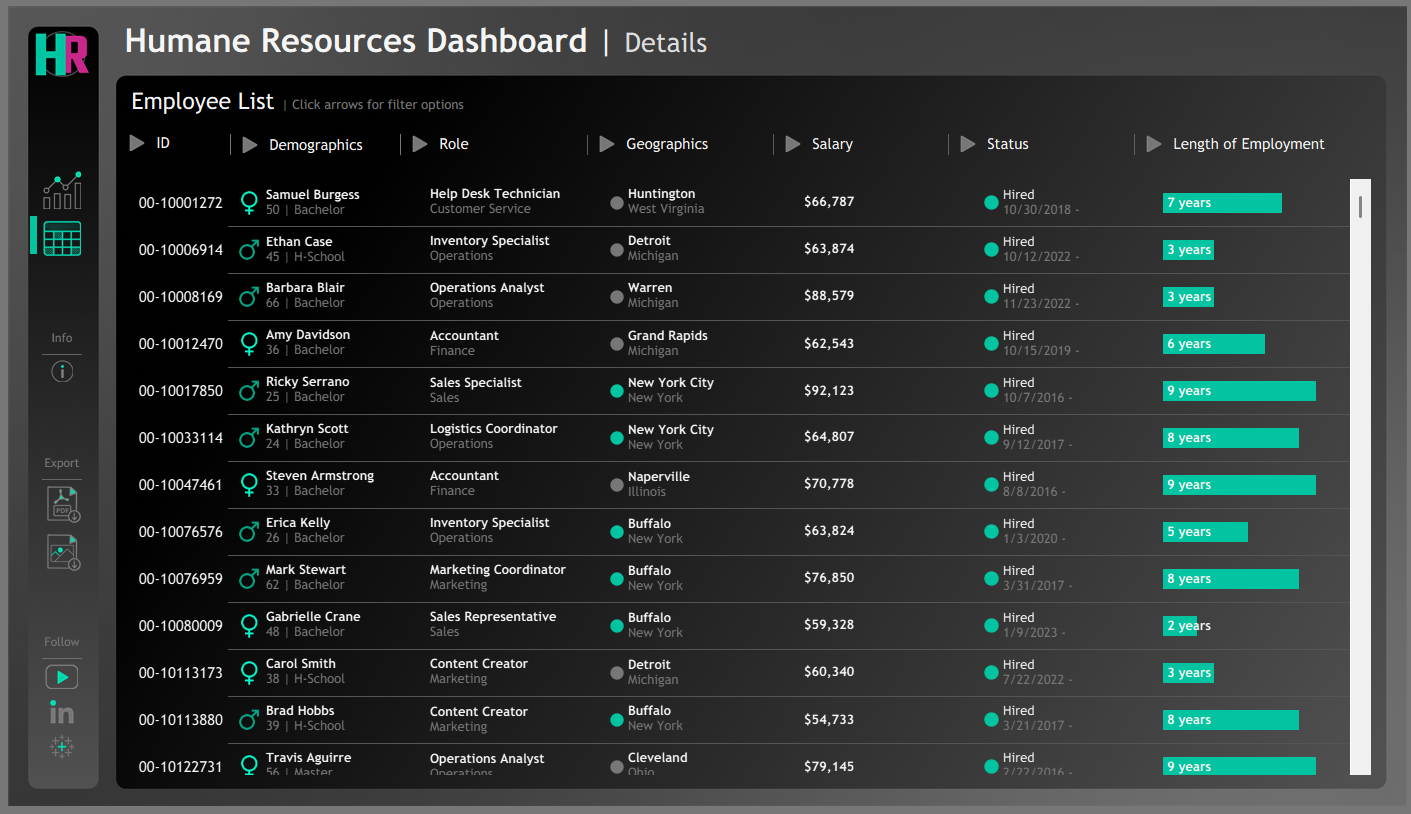 HR
Humane Resources Dashboard | Details
Employee List | Click arrows for filter options
ID Demographics Role Geographics Salary Status Length of Employment
00-10001272 Samuel Burgess Help Desk Technician Huntington $66,787 Hired 7 years
50 | Bachelor Customer Service West Virginia 10/30/2018 -
00-10006914 Ethan Case Inventory Specialist Detroit $63,874 Hired 3 years
45 | H-School Operations Michigan 10/12/2022 -
00-10008169 Barbara Blair Operations Analyst Warren $88,579 Hired 3 years
66 | Bachelor Operations Michigan 11/23/2022 -
00-10012470 Amy Davidson Accountant Grand Rapids $62,543 Hired 6 years
36 | Bachelor Finance Michigan 10/15/2019 -
00-10017850 Ricky Serrano Sales Specialist New York City $92,123 Hired 9 years
25 | Bachelor Sales New York 10/7/2016 -
00-10033114 Kathryn Scott Logistics Coordinator New York City $64,807 Hired 8 years
24 | Bachelor Operations New York 9/12/2017 -
00-10047461 Steven Armstrong Accountant Naperville $70,778 Hired 9 years
33 | Bachelor Finance Illinois 8/8/2016 -
00-10076576 Erica Kelly Inventory Specialist Buffalo $63,824 Hired 5 years
26 | Bachelor Operations New York 1/3/2020 -
00-10076959 Mark Stewart Marketing Coordinator Buffalo $76,850 Hired 8 years
62 | Bachelor Marketing New York 3/31/2017 -
00-10080009 Gabrielle Crane Sales Representative Buffalo $59,328 Hired 2 years
48 | Bachelor Sales New York 1/9/2023 -
00-10113173 Carol Smith Content Creator Detroit $60,340 Hired 3 years
38 | H-School Marketing Michigan 7/22/2022 -
00-10113880 Brad Hobbs Content Creator Buffalo $54,733 Hired 8 years
39 | H-School Marketing New York 3/21/2017 -
00-10122731 Travis Aguirre Operations Analyst Cleveland $79,145 Hired 9 years
56 | Master Operations Ohio 2/22/2016 -
Info
Export
PDF
Follow
in